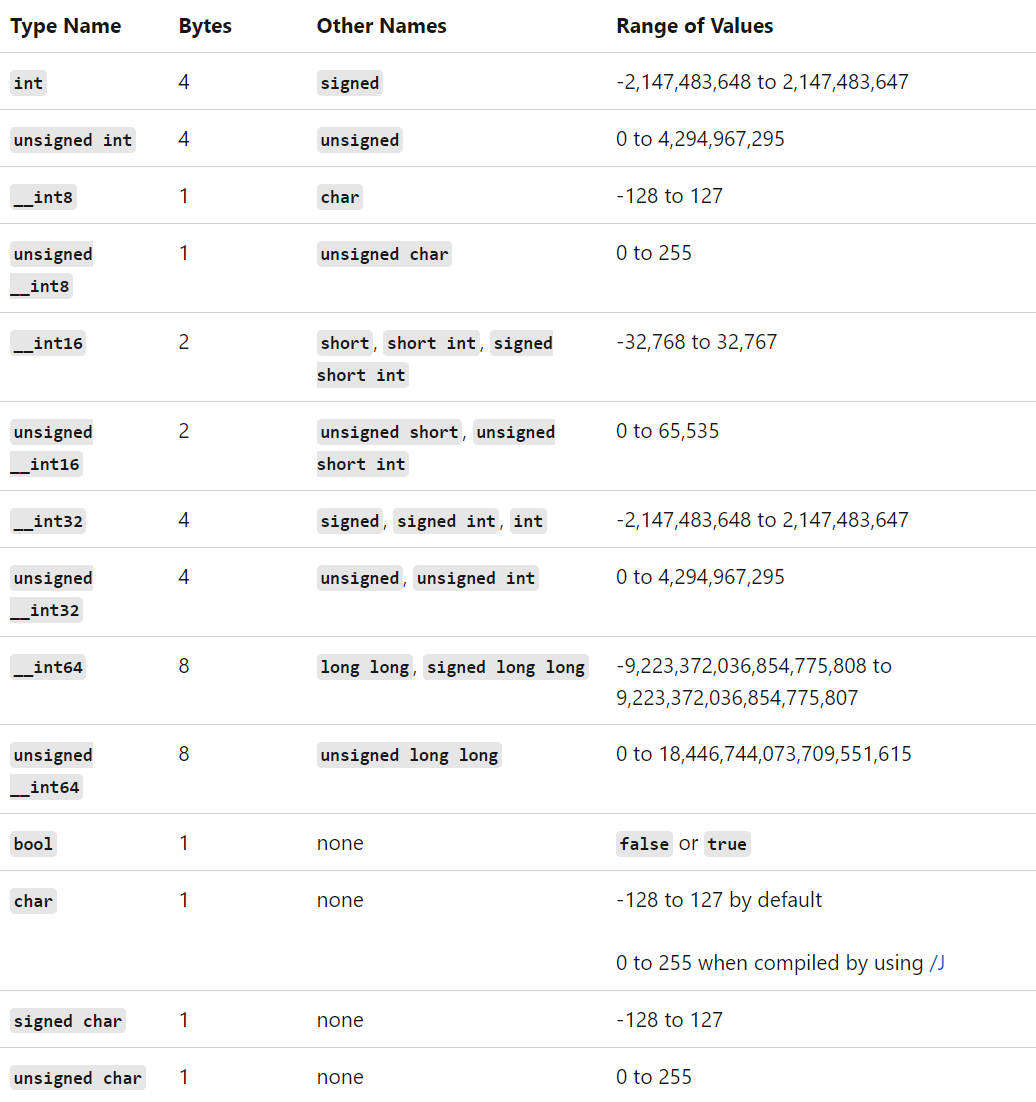 Type Name Bytes Other Names Range of Values
int 4 signed -2,147,483,648 to 2,147,483,647
unsigned int 4 unsigned 0 to 4,294,967,295
__int8 1 char -128 to 127
unsigned 1 unsigned char 0 to 255
__int8
__int16 2 short, short int, signed -32,768 to 32,767
short int
unsigned 2 unsigned short, unsigned 0 to 65,535
__int16 short int
__int32 4 signed, signed int, int -2,147,483,648 to 2,147,483,647
unsigned 4 unsigned, unsigned int 0 to 4,294,967,295
__int32
__int64 8 long long, signed long long -9,223,372,036,854,775,808 to
9,223,372,036,854,775,807
unsigned 8 unsigned long long 0 to 18,446,744,073,709,551,615
__int64
bool 1 none false or true
char 1 none -128 to 127 by default
0 to 255 when compiled by using /J
signed char 1 none -128 to 127
unsigned char 1 none 0 to 255